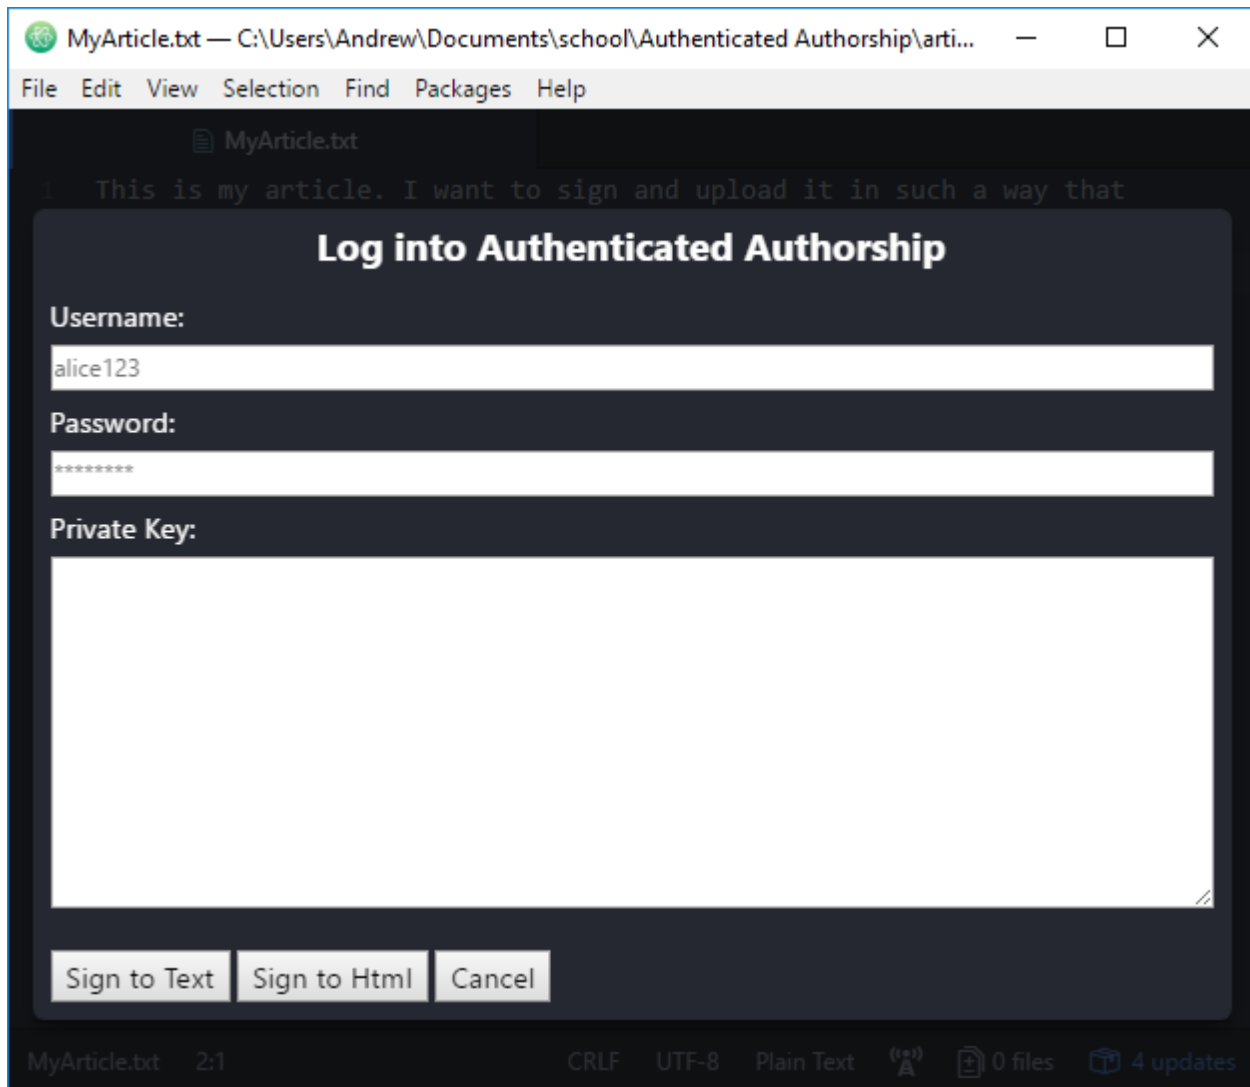 MyArticle.txt — C:\Users\Andrew\Documents\school\Authenticated Authorship\arti...
File Edit View Selection Find Packages Help
MyArticle.txt
1 This is my article. I want to sign and upload it in such a way that
Log into Authenticated Authorship
Username:
alice123
Password:
********
Private Key:
Sign to Text Sign to Html Cancel
MyArticle.txt 2:1 CRLF UTF-8 Plain Text 0 files 4 updates